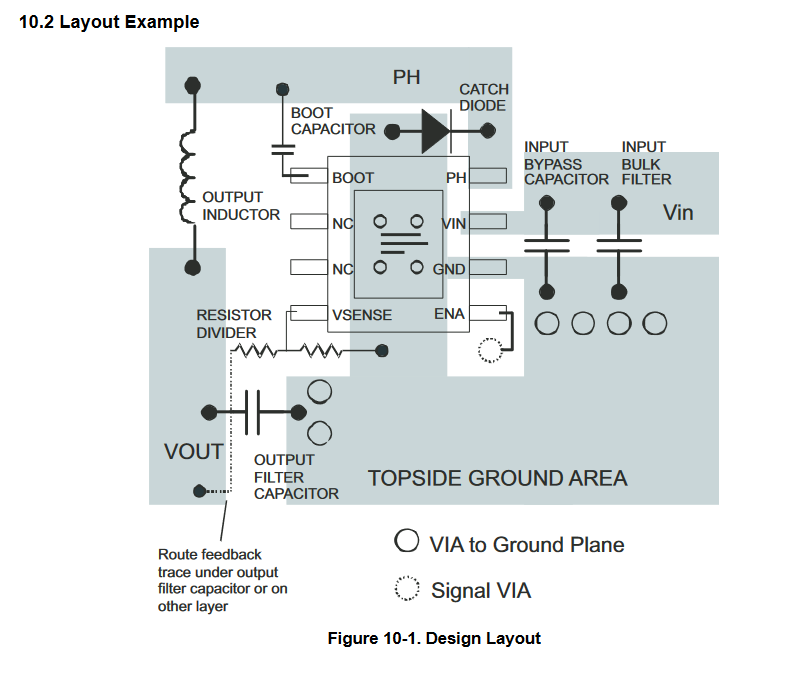 10.2 Layout Example
PH
CATCH
DIODE
BOOT
CAPACITOR
INPUT
BYPASS
CAPACITOR
INPUT
BULK
FILTER
Vin
OUTPUT
INDUCTOR
BOOT
PH
NC
VIN
NC
GND
VSENSE
ENA
RESISTOR
DIVIDER
VOUT
OUTPUT
FILTER
CAPACITOR
TOPSIDE GROUND AREA
Route feedback
trace under output
filter capacitor or on
other layer
VIA to Ground Plane
Signal VIA
Figure 10-1. Design Layout